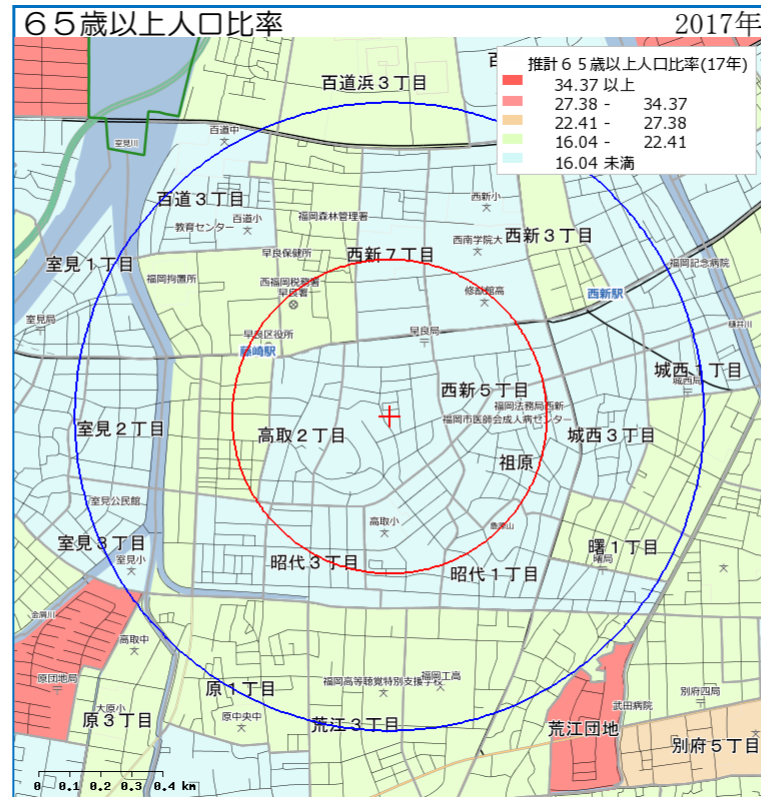 ６５歳以上人口比率
2017年
推計６５歳以上人口比率(17年)
34.37 以上
27.38 - 34.37
22.41 - 27.38
16.04 - 22.41
16.04 未満
百道浜３丁目
室見川
百道中
西新小
百道３丁目
百道小
教育センター
福岡森林管理署
西南学院大
西新３丁目
早良保健所
西新７丁目
室見１丁目
福岡拘置所
西福岡税務署
早良署
修猷館高
西新駅
福岡記念病院
室見局
早良区役所
早良局
樋井川
藤崎駅
城西１丁目
城西局
西新５丁目
福岡法務局西新
福岡市医師会成人病センター
室見２丁目
高取２丁目
城西３丁目
祖原
室見公民館
高取小
室見３丁目
室見小
昭代３丁目
昭代１丁目
曙１丁目
曙局
金屑川
高取中
原団地局
大原小
原３丁目
原１丁目
原中央中
福岡高等聴覚特別支援学校
福岡工高
荒江３丁目
荒江団地
武田病院
別府四局
別府５丁目
0 0.1 0.2 0.3 0.4 km